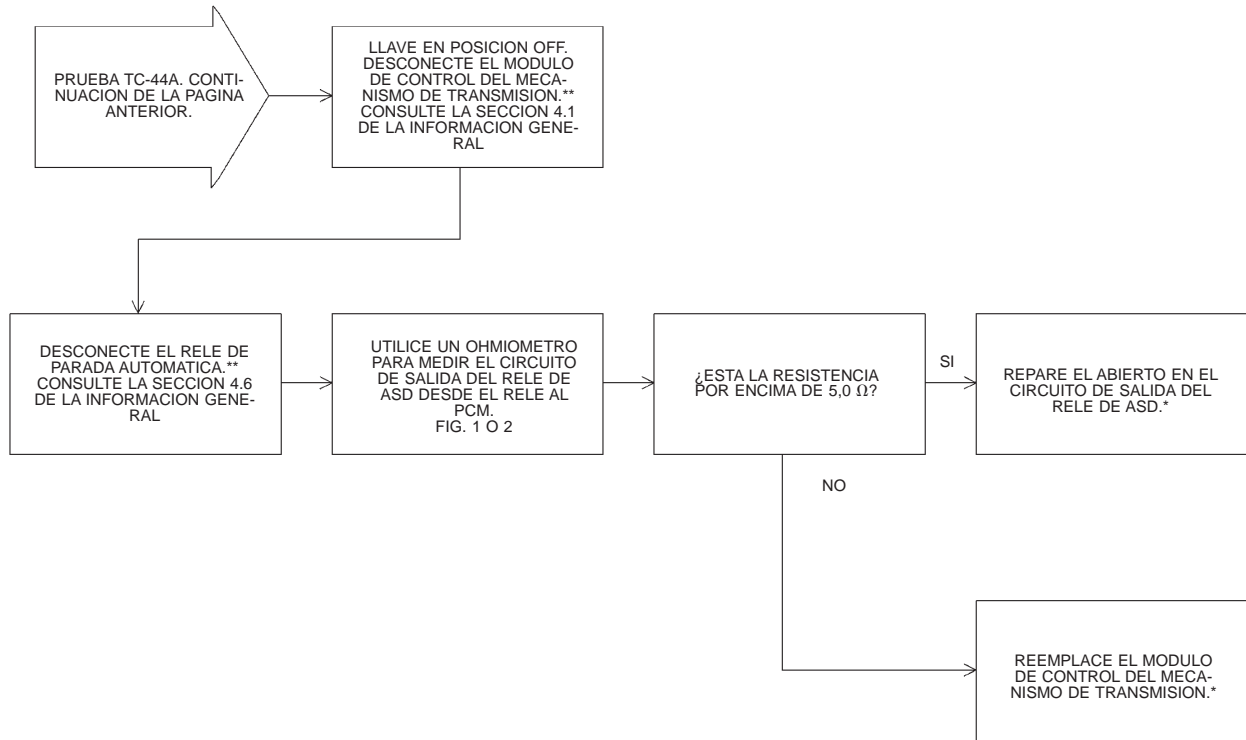 PRUEBA TC-44A. CONTI-
NUACION DE LA PAGINA
ANTERIOR.
LLAVE EN POSICION OFF.
DESCONECTE EL MODULO
DE CONTROL DEL MECA-
NISMO DE TRANSMISION.**
CONSULTE LA SECCION 4.1
DE LA INFORMACION GENE-
RAL
DESCONECTE EL RELE DE
PARADA AUTOMATICA.**
CONSULTE LA SECCION 4.6
DE LA INFORMACION GENE-
RAL
UTILICE UN OHMIOMETRO
PARA MEDIR EL CIRCUITO
DE SALIDA DEL RELE DE
ASD DESDE EL RELE AL
PCM.
FIG. 1 O 2
¿ESTA LA RESISTENCIA
POR ENCIMA DE 5,0 Ω?
SI
REPARE EL ABIERTO EN EL
CIRCUITO DE SALIDA DEL
RELE DE ASD.*
NO
REEMPLACE EL MODULO
DE CONTROL DEL MECA-
NISMO DE TRANSMISION.*